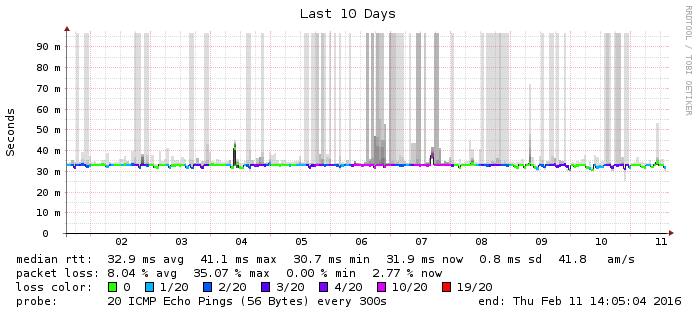 Last 10 Days
RRDTOOL / TOBI OETIKER
Seconds
90 m
80 m
70 m
60 m
50 m
40 m
30 m
20 m
10 m
0
02 03 04 05 06 07 08 09 10 11
median rtt: 32.9 ms avg 41.1 ms max 30.7 ms min 31.9 ms now 0.8 ms sd 41.8 am/s
packet loss: 8.04 % avg 35.07 % max 0.00 % min 2.77 % now
loss color: 0 1/20 2/20 3/20 4/20 10/20 19/20
probe: 20 ICMP Echo Pings (56 Bytes) every 300s end: Thu Feb 11 14:05:04 2016